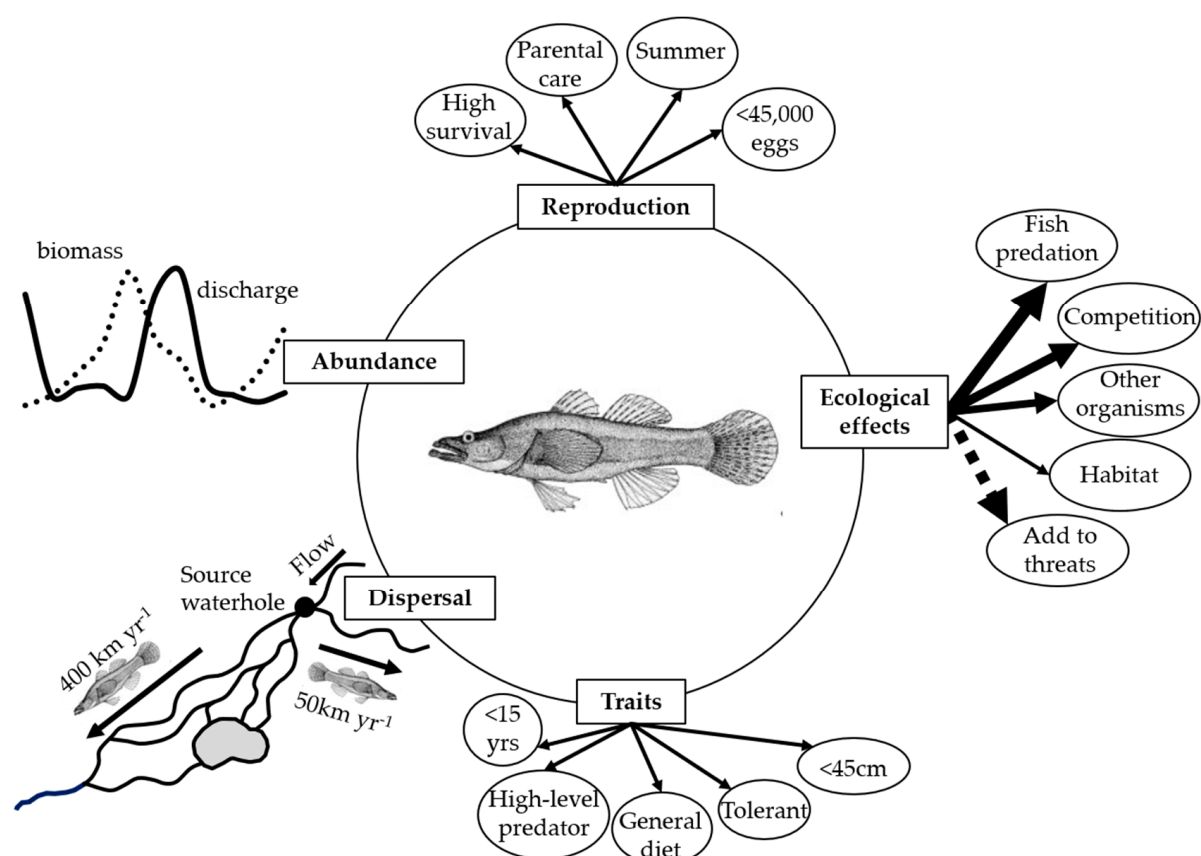 Parental
care
Summer
High
survival
<45,000
eggs
Reproduction
biomass
discharge
Abundance
Fish
predation
Competition
Other
organisms
Habitat
Add to
threats
Ecological
effects
Flow
Source
waterhole
Dispersal
400 km yr-1
50km yr-1
Traits
<15
yrs
High-level
predator
General
diet
Tolerant
<45cm